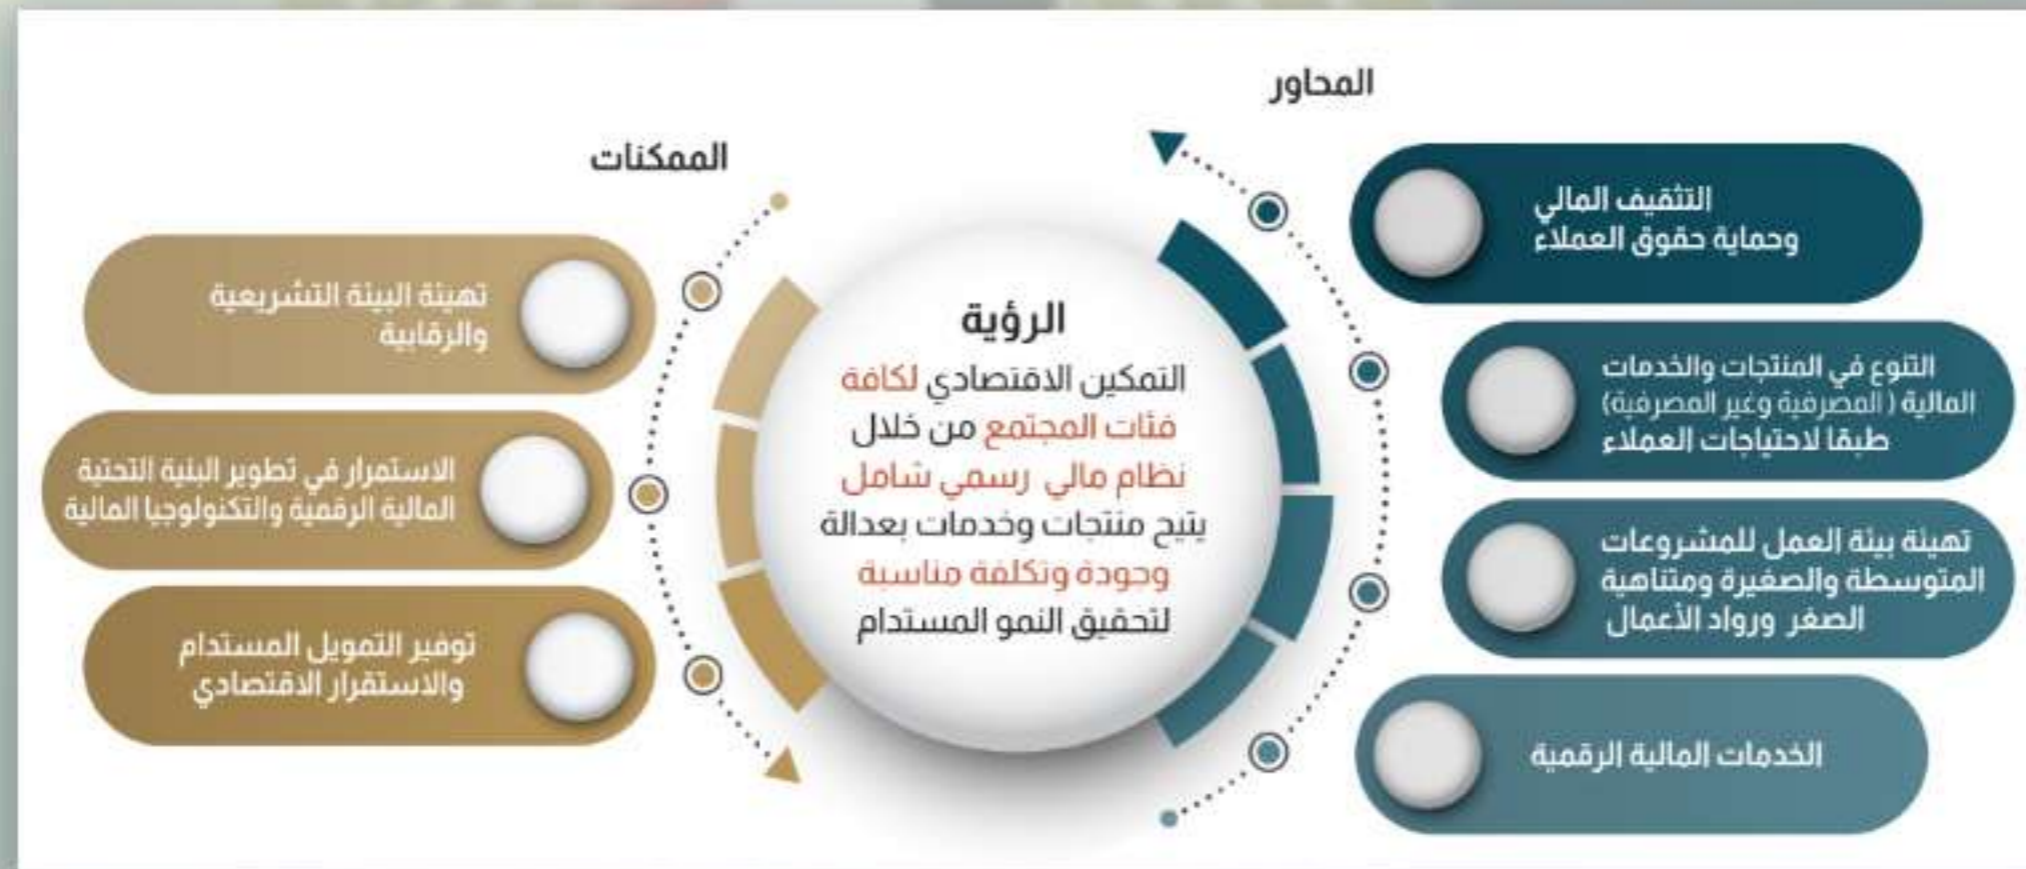 المحاور
التثقيف المالي
وحماية حقوق العملاء
التنوع في المنتجات والخدمات
المالية ( المصرفية وغير المصرفية)
طبقا لاحتياجات العملاء
تهيئة بيئة العمل للمشروعات
المتوسطة والصغيرة ومتناهية
الصغر ورواد الأعمال
الخدمات المالية الرقمية
الرؤية
التمكين الاقتصادي لكافة
فئات المجتمع من خلال
نظام مالي رسمي شامل
يتيح منتجات وخدمات بعدالة
وجودة وتكلفة مناسبة
لتحقيق النمو المستدام
الممكنات
تهيئة البيئة التشريعية
والرقابية
الاستمرار في تطوير البنية التحتية
المالية الرقمية والتكنولوجيا المالية
توفير التمويل المستدام
والاستقرار الاقتصادي